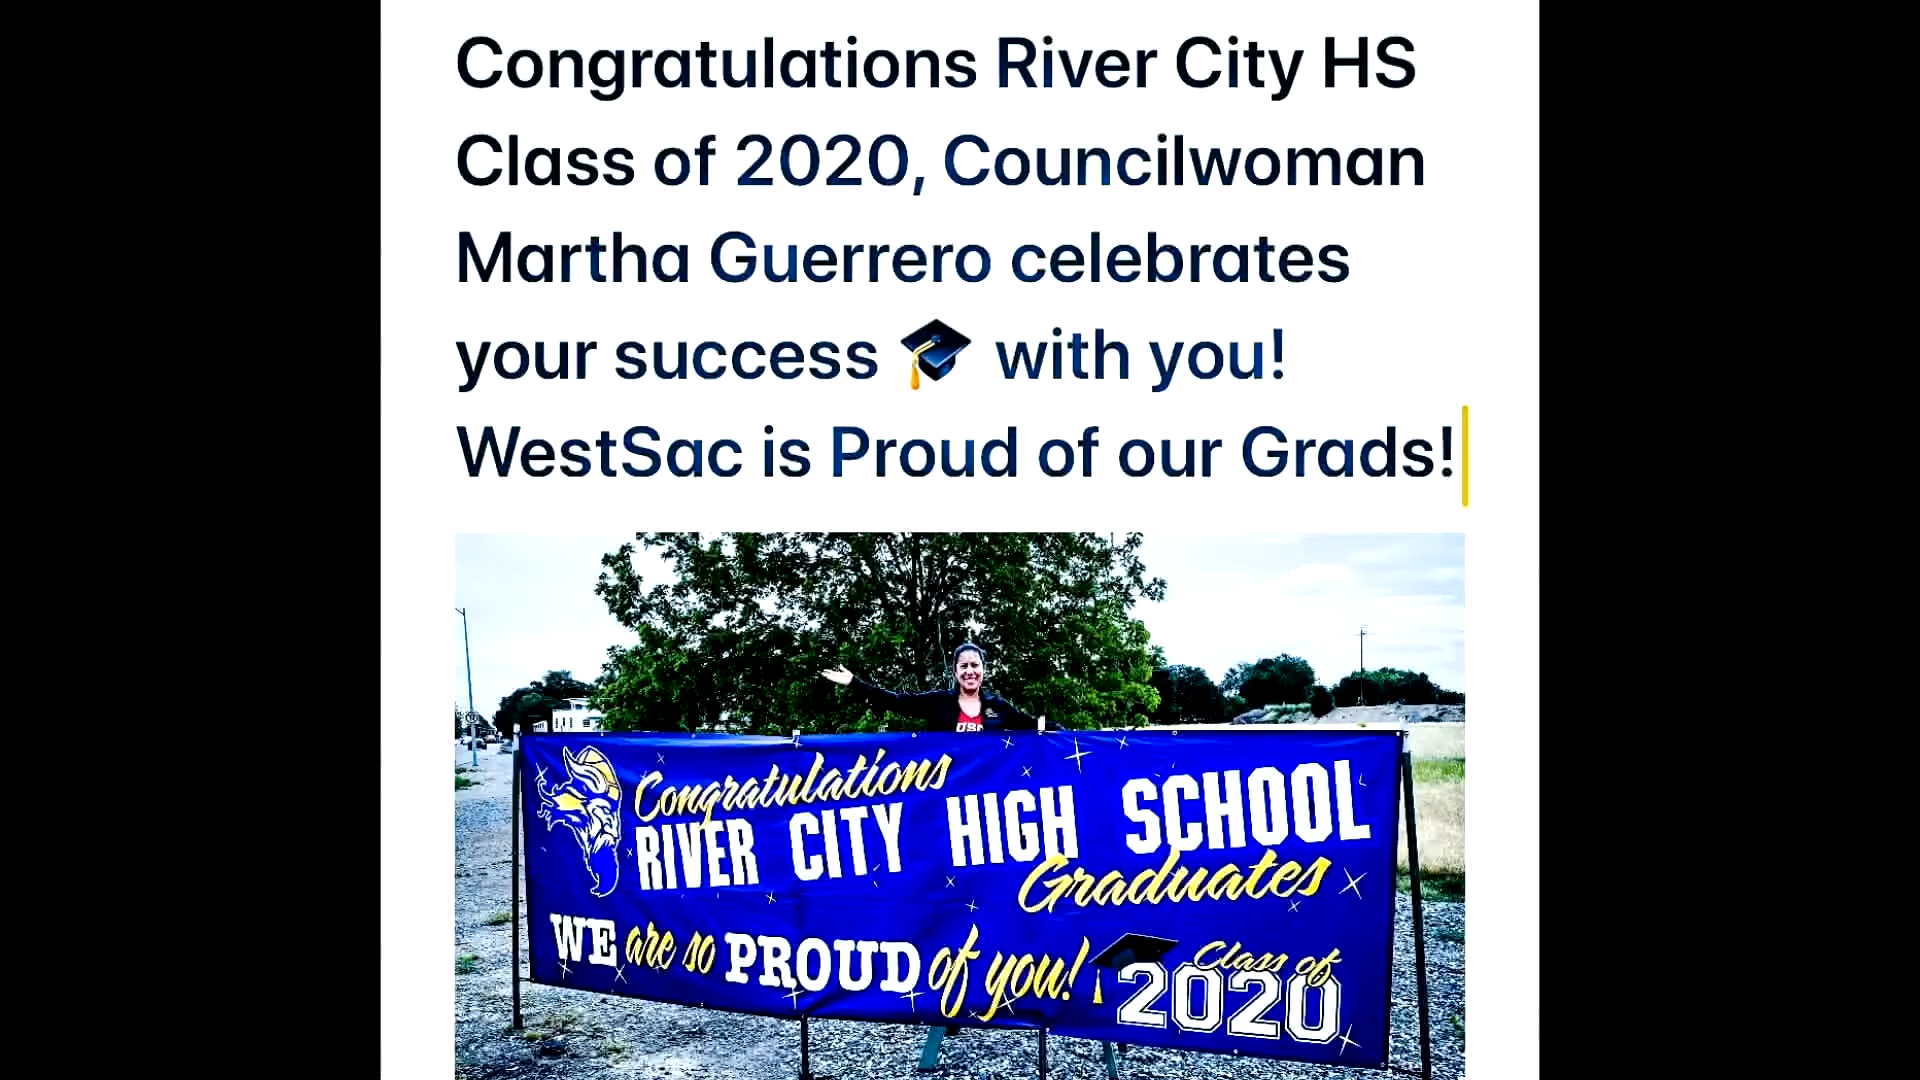 Congratulations River City HS
Class of 2020, Councilwoman
Martha Guerrero celebrates
your success 🎓 with you!
WestSac is Proud of our Grads!
USC
Congratulations
RIVER CITY HIGH SCHOOL
Graduates
WE are so PROUD of you!
Class of
2020